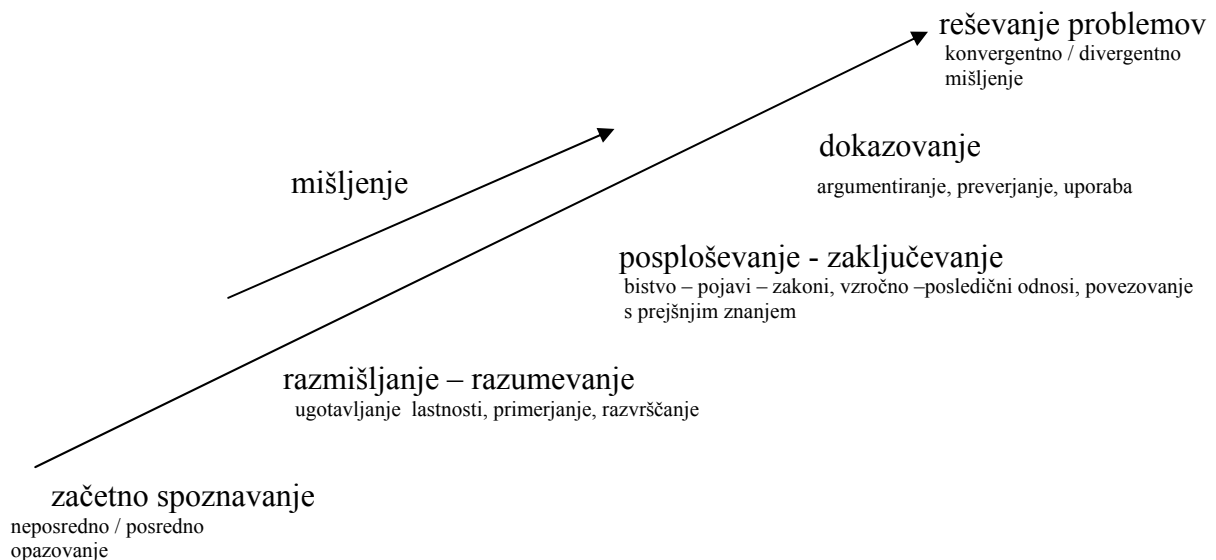 reševanje problemov
konvergentno / divergentno
mišljenje
dokazovanje
argumentiranje, preverjanje, uporaba
mišljenje
posploševanje - zaključevanje
bistvo – pojavi – zakoni, vzročno –posledični odnosi, povezovanje
s prejšnjim znanjem
razmišljanje – razumevanje
ugotavljanje  lastnosti, primerjanje, razvrščanje
začetno spoznavanje
neposredno / posredno
opazovanje